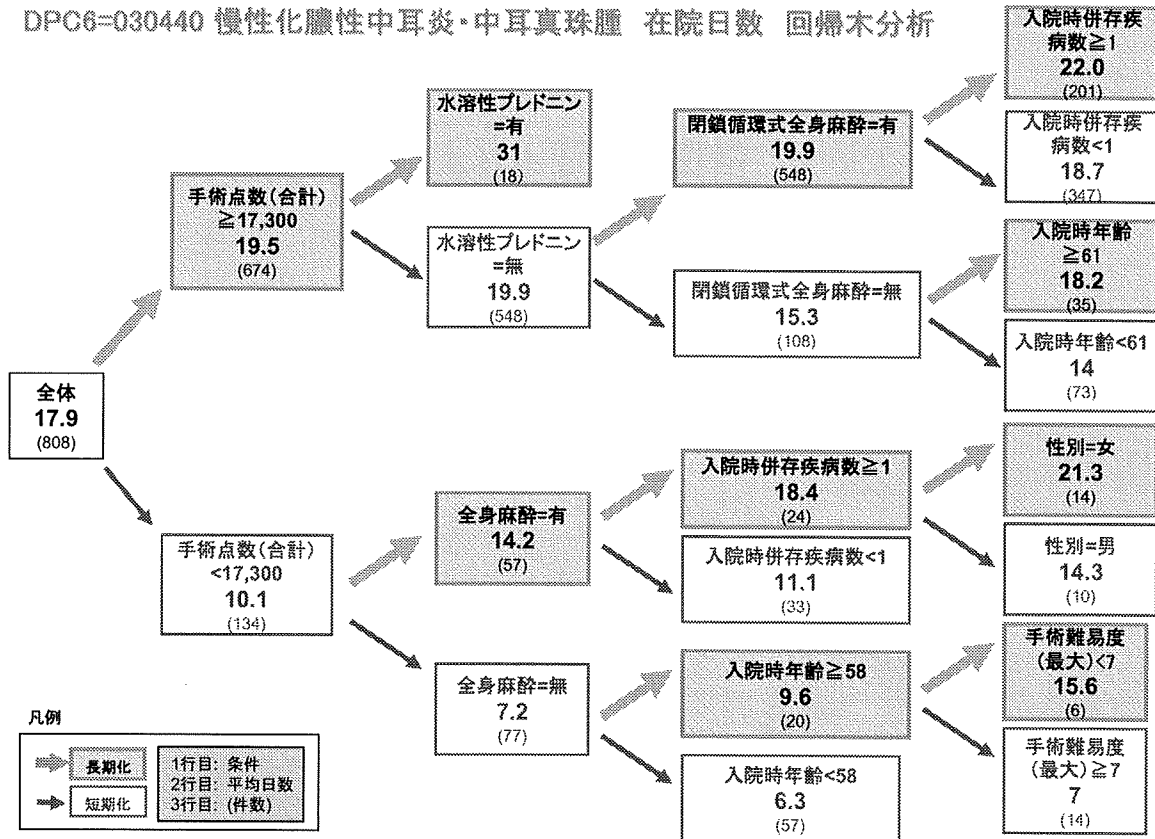 DPC6=030440 慢性化膿性中耳炎・中耳真珠腫 在院日数 回帰木分析
全体
17.9
(808)
手術点数(合計)
≧17,300
19.5
(674)
手術点数(合計)
<17,300
10.1
(134)
水溶性プレドニン
=有
31
(18)
水溶性プレドニン
=無
19.9
(548)
全身麻酔=有
14.2
(57)
全身麻酔=無
7.2
(77)
閉鎖循環式全身麻酔=有
19.9
(548)
閉鎖循環式全身麻酔=無
15.3
(108)
入院時併存疾病数≧1
18.4
(24)
入院時併存疾病数<1
11.1
(33)
入院時年齢≧58
9.6
(20)
入院時年齢<58
6.3
(57)
入院時併存疾
病数≧1
22.0
(201)
入院時併存疾
病数<1
18.7
(347)
入院時年齢
≧61
18.2
(35)
入院時年齢<61
14
(73)
性別=女
21.3
(14)
性別=男
14.3
(10)
手術難易度
(最大)<7
15.6
(6)
手術難易度
(最大)≧7
7
(14)
凡例
長期化
短期化
1行目: 条件
2行目: 平均日数
3行目: (件数)